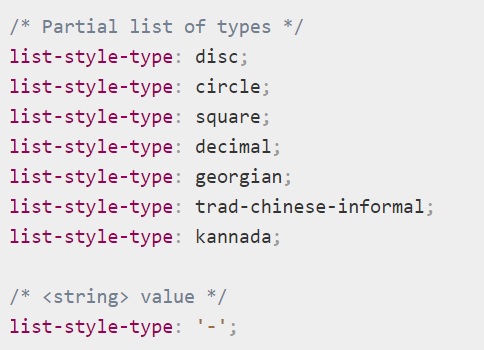 /* Partial list of types */
list-style-type: disc;
list-style-type: circle;
list-style-type: square;
list-style-type: decimal;
list-style-type: georgian;
list-style-type: trad-chinese-informal;
list-style-type: kannada;

/* <string> value */
list-style-type: '-';